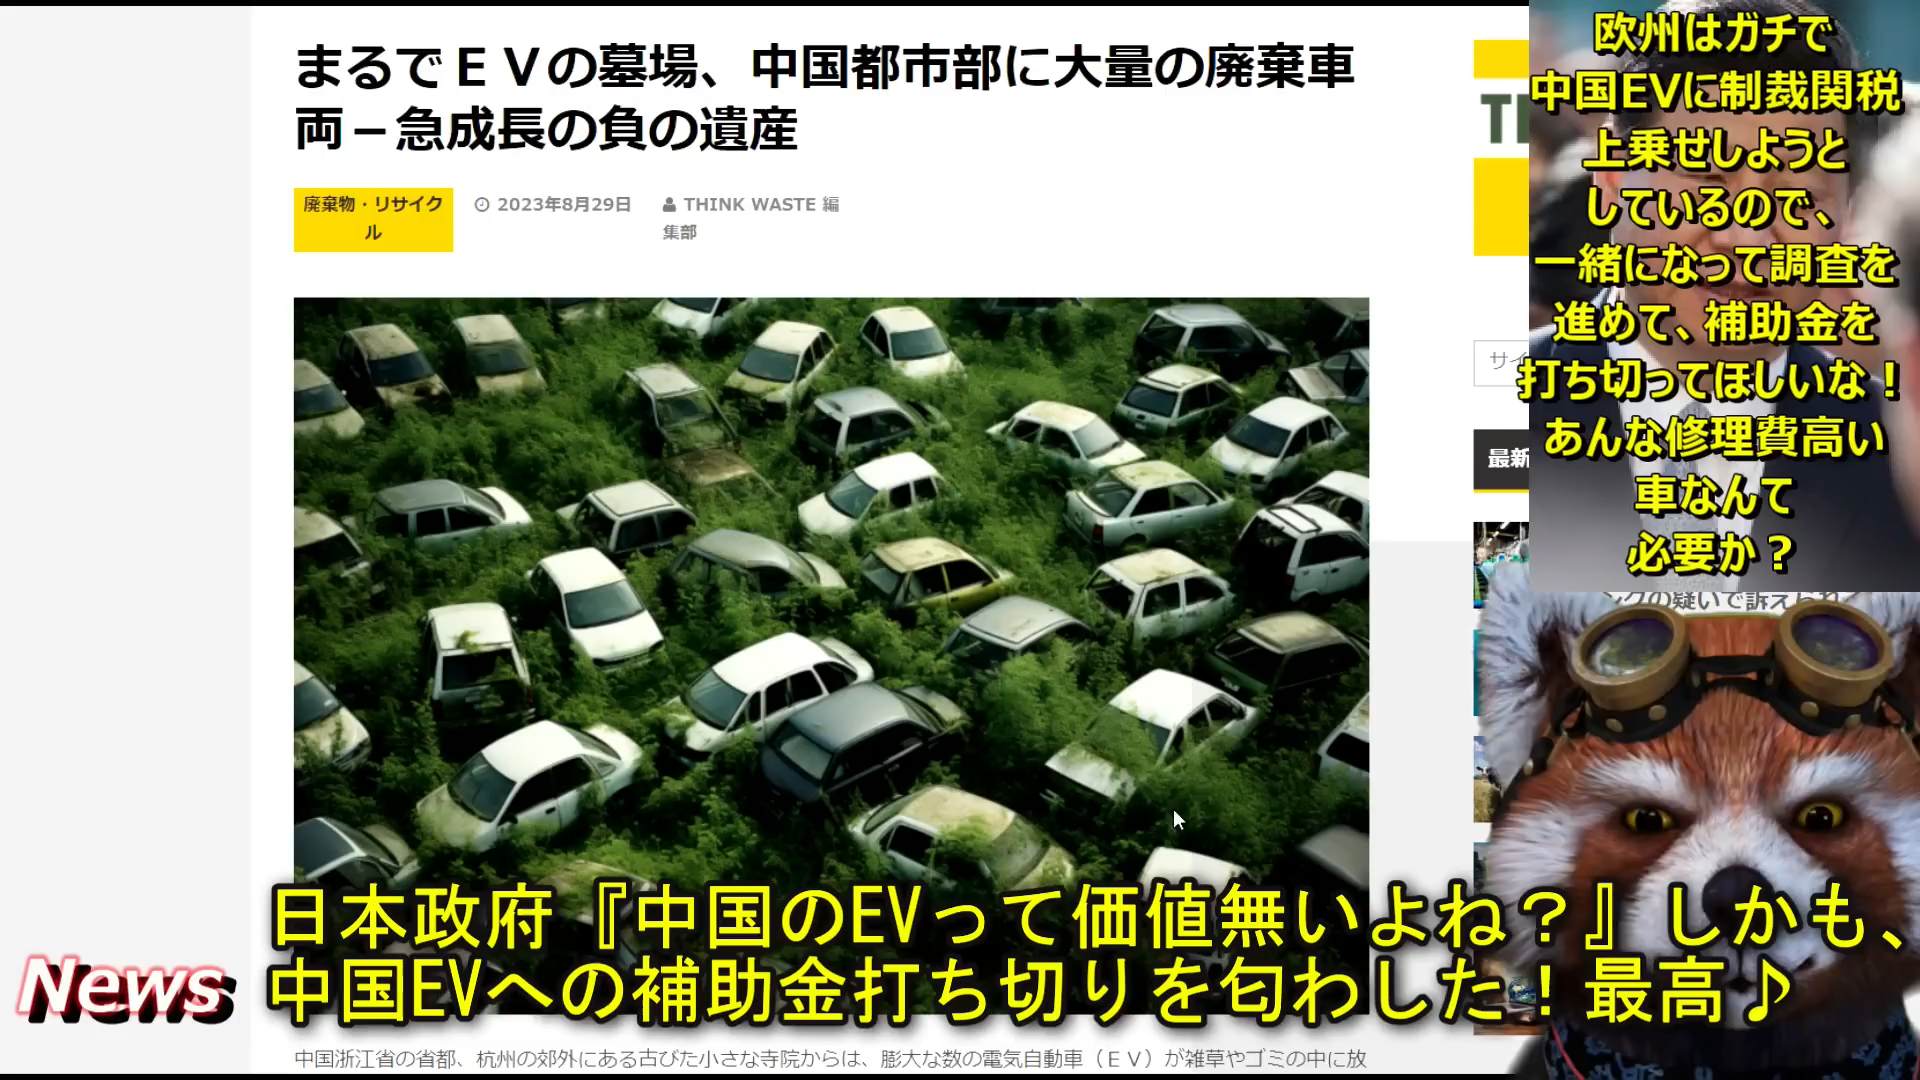 まるでＥＶの墓場、中国都市部に大量の廃棄車
両－急成長の負の遺産
廃棄物・リサイク
ル
2023年8月29日
THINK WASTE 編
集部
サイ
最新
欧州はガチで
中国EVに制裁関税
上乗せしようと
しているので、
一緒になって調査を
進めて、補助金を
打ち切ってほしいな！
あんな修理費高い
車なんて
必要か？
日本政府『中国のEVって価値無いよね？』しかも、
中国EVへの補助金打ち切りを匂わした！最高♪
News
中国浙江省の省都、杭州の郊外にある古びた小さな寺院からは、膨大な数の電気自動車（ＥＶ）が雑草やゴミの中に放